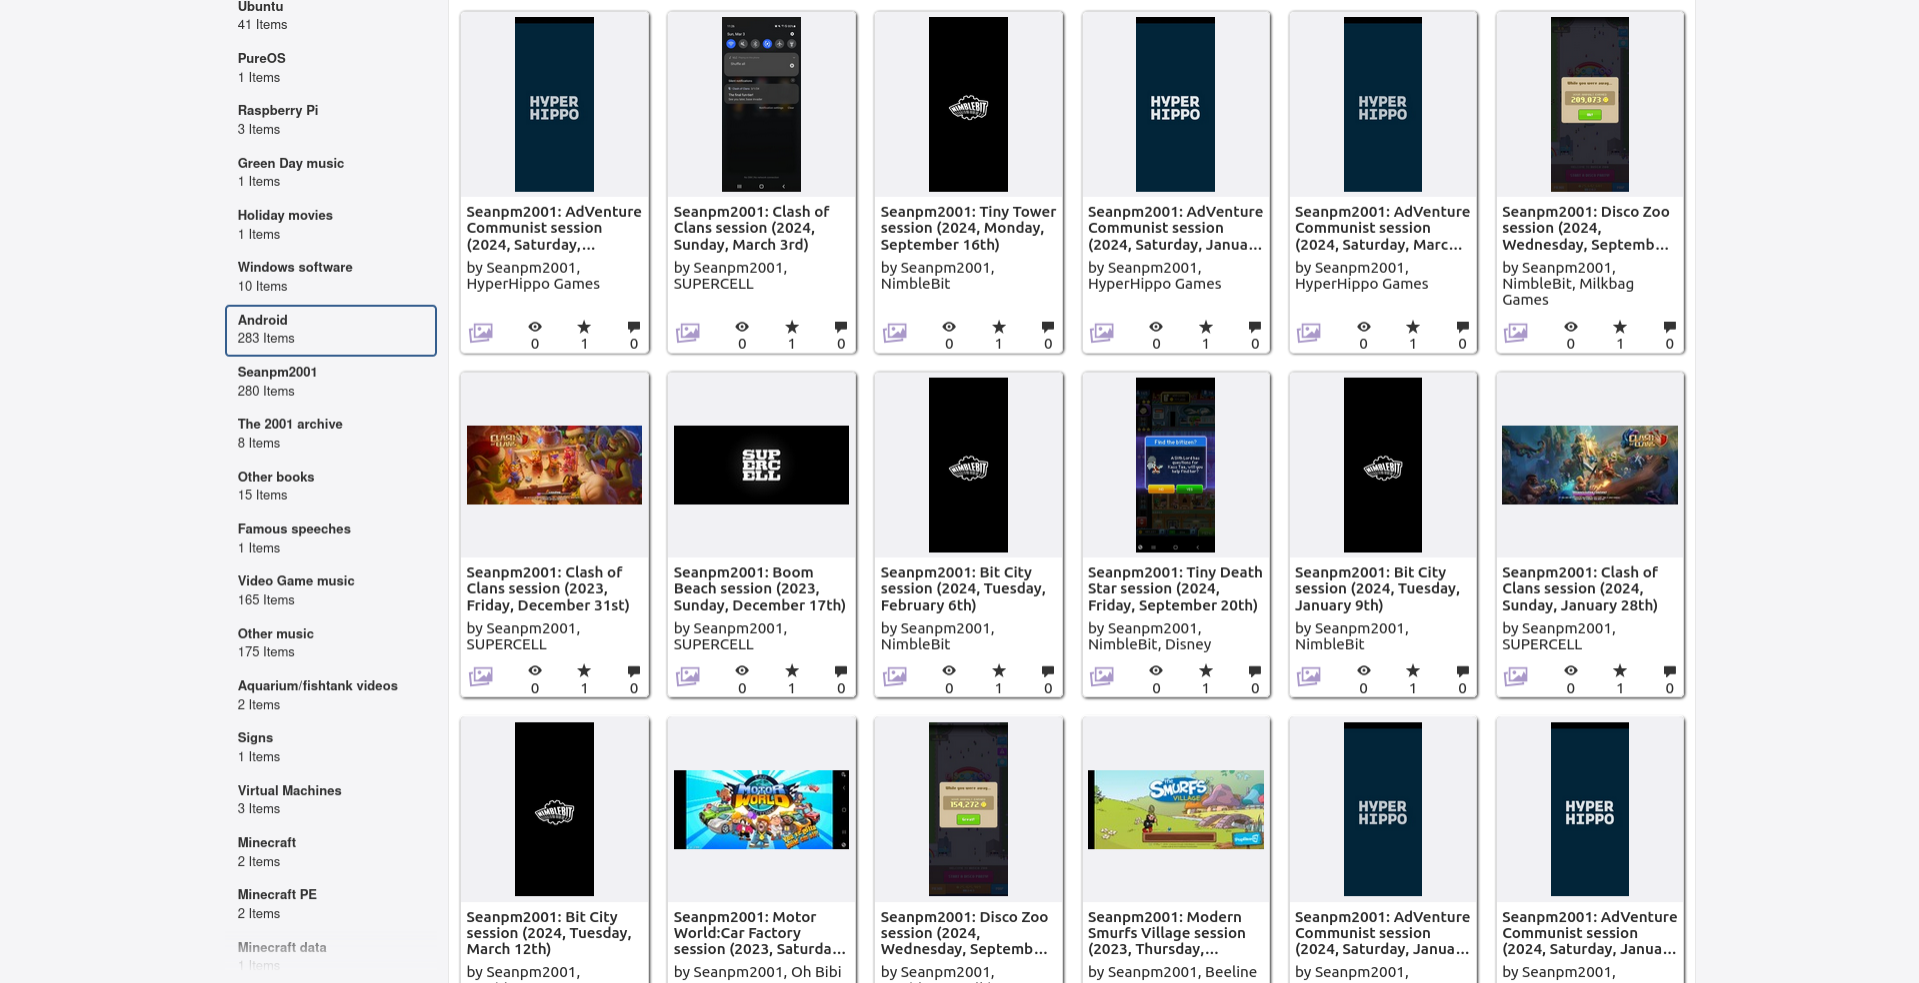 Ubuntu
41 Items
PureOS
1 Items
Raspberry Pi
3 Items
Green Day music
1 Items
Holiday movies
1 Items
Windows software
10 Items
Android
283 Items
Seanpm2001
280 Items
The 2001 archive
8 Items
Other books
15 Items
Famous speeches
1 Items
Video Game music
165 Items
Other music
175 Items
Aquarium/fishtank videos
2 Items
Signs
1 Items
Virtual Machines
3 Items
Minecraft
2 Items
Minecraft PE
2 Items
Minecraft data
1 Items
HYPER
HIPPO
Seanpm2001: AdVenture
Communist session
(2024, Saturday,...
by Seanpm2001,
HyperHippo Games
0 1 0
Seanpm2001: Clash of
Clans session (2024,
Sunday, March 3rd)
by Seanpm2001,
SUPERCELL
0 1 0
NIMBLEBIT
Seanpm2001: Tiny Tower
session (2024, Monday,
September 16th)
by Seanpm2001,
NimbleBit
0 1 0
HYPER
HIPPO
Seanpm2001: AdVenture
Communist session
(2024, Saturday, Janua...
by Seanpm2001,
HyperHippo Games
0 1 0
HYPER
HIPPO
Seanpm2001: AdVenture
Communist session
(2024, Saturday, Marc...
by Seanpm2001,
HyperHippo Games
0 1 0
While you were away...
209,073
Seanpm2001: Disco Zoo
session (2024,
Wednesday, Septemb...
by Seanpm2001,
NimbleBit, Milkbag
Games
0 1 0
CLASH
Seanpm2001: Clash of
Clans session (2023,
Friday, December 31st)
by Seanpm2001,
SUPERCELL
0 1 0
SUP
ERC
ELL
Seanpm2001: Boom
Beach session (2023,
Sunday, December 17th)
by Seanpm2001,
SUPERCELL
0 1 0
NIMBLEBIT
Seanpm2001: Bit City
session (2024, Tuesday,
February 6th)
by Seanpm2001,
NimbleBit
0 1 0
Find the bitizen?
Seanpm2001: Tiny Death
Star session (2024,
Friday, September 20th)
by Seanpm2001,
NimbleBit, Disney
0 1 0
NIMBLEBIT
Seanpm2001: Bit City
session (2024, Tuesday,
January 9th)
by Seanpm2001,
NimbleBit
0 1 0
CLASH
Seanpm2001: Clash of
Clans session (2024,
Sunday, January 28th)
by Seanpm2001,
SUPERCELL
0 1 0
NIMBLEBIT
Seanpm2001: Bit City
session (2024, Tuesday,
March 12th)
by Seanpm2001,
MOTOR
WORLD
Seanpm2001: Motor
World:Car Factory
session (2023, Saturda...
by Seanpm2001, Oh Bibi
While you were away...
154,272
Seanpm2001: Disco Zoo
session (2024,
Wednesday, Septemb...
by Seanpm2001,
SMURFS
VILLAGE
Seanpm2001: Modern
Smurfs Village session
(2023, Thursday,...
by Seanpm2001, Beeline
HYPER
HIPPO
Seanpm2001: AdVenture
Communist session
(2024, Saturday, Janua...
by Seanpm2001,
HYPER
HIPPO
Seanpm2001: AdVenture
Communist session
(2024, Saturday, Janua...
by Seanpm2001,